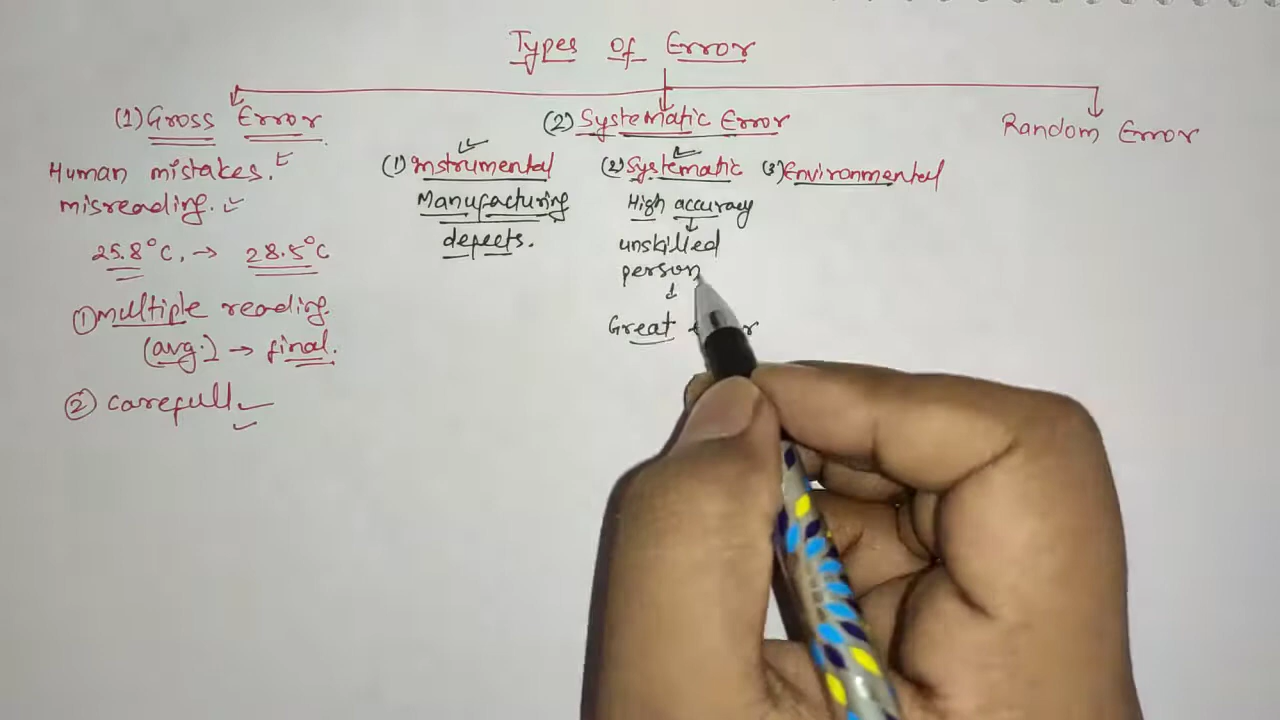 Types of Error
(1) Gross Error
Human mistakes.
misreading.
25.8°C, → 28.5°C
① multiple reading.
(avg.) → final.
② carefull
(2) Systematic Error
(1) Instrumental
Manufacturing
defects.
(2) Systematic
High accuracy
unskilled
person
Great
(3) Environmental
Random Error